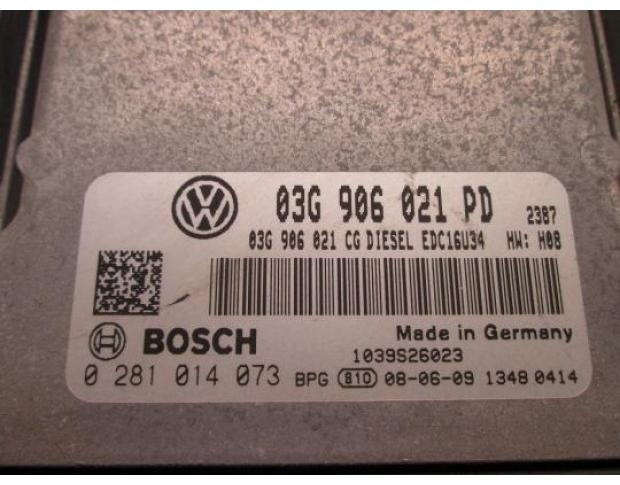 03G 906 021 PD 2387
03G 906 021 CG DIESEL EDC16U34 HW: H08
BOSCH Made in Germany
1039S26023
0 281 014 073 BPG 810 08-06-09 1348 0414